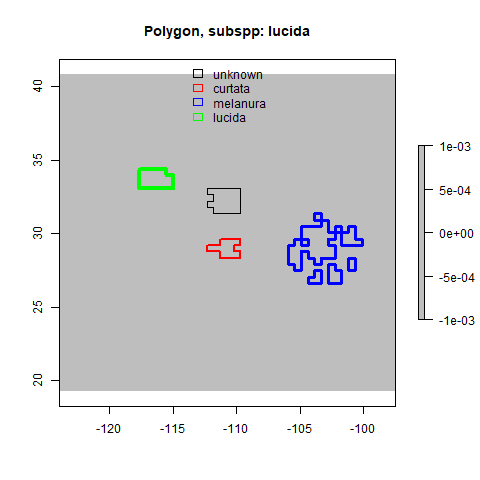 Polygon, subspp: lucida
unknown
curtata
melanura
lucida
40
35
30
25
20
-120 -115 -110 -105 -100
1e-03
5e-04
0e+00
-5e-04
-1e-03